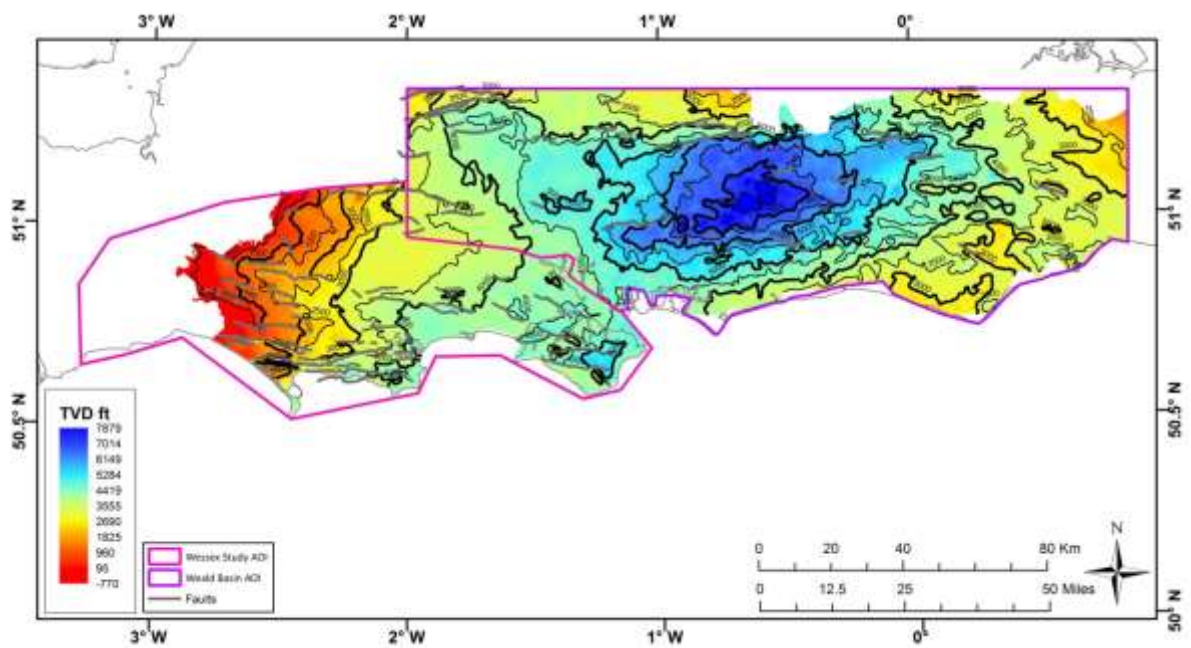 3° W 2° W 1° W 0°
51° N 51° N
50.5° N 50.5° N
50° N
TVD ft
7879
7014
6149
5284
4419
3555
2690
1825
960
95
-770
Wessex Study AOI
Weald Basin AOI
Faults
N
0 20 40 80 Km
0 12.5 25 50 Miles
3° W 2° W 1° W 0°